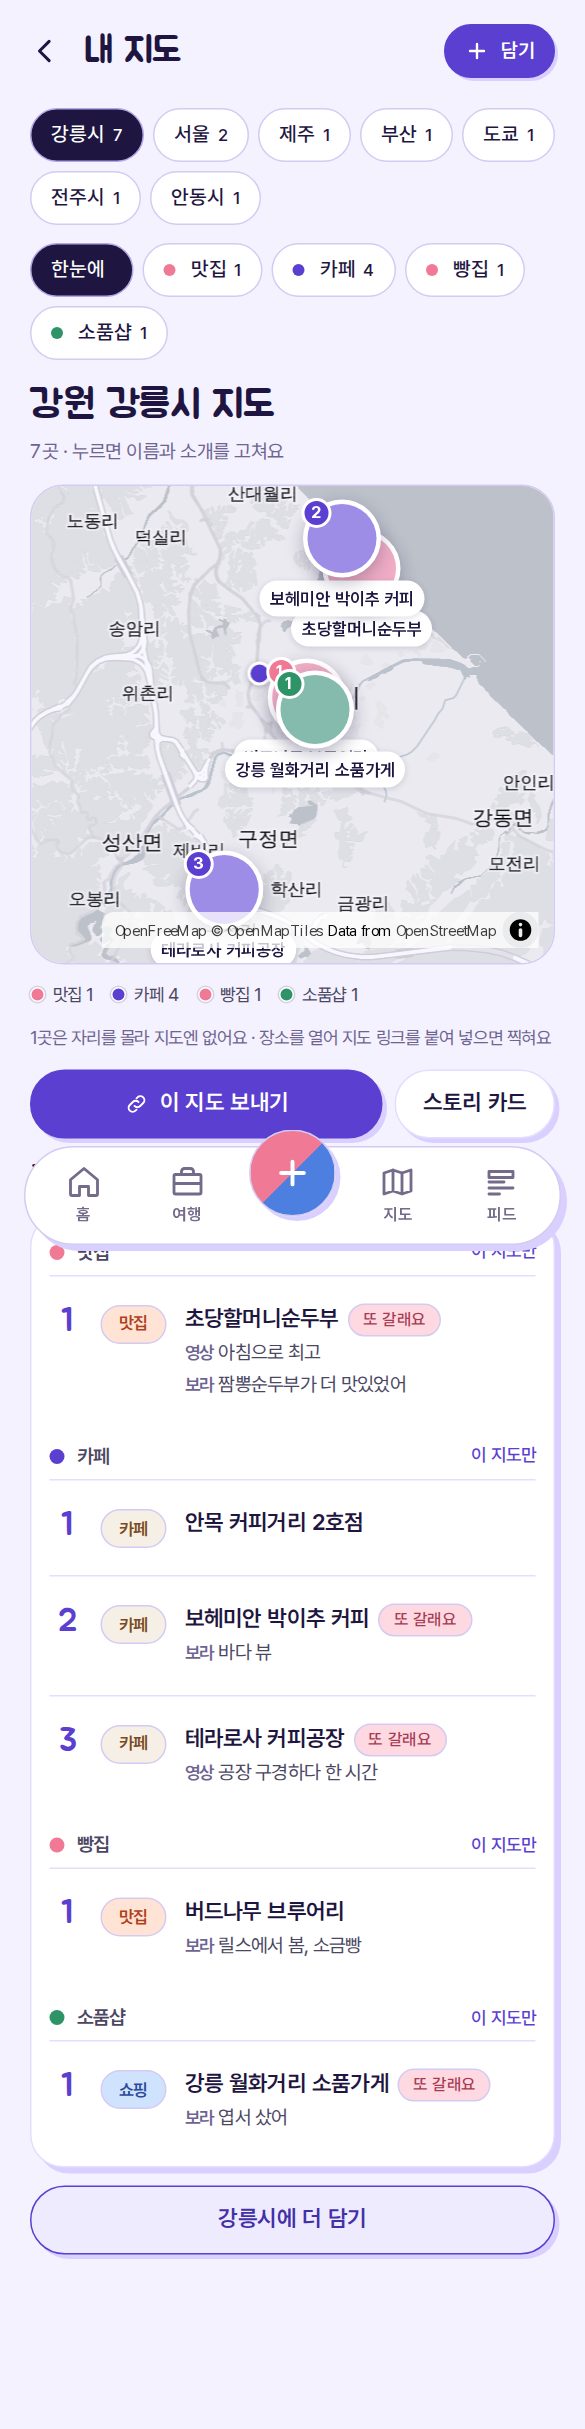 내 지도
담기
강릉시 7
서울 2
제주 1
부산 1
도쿄 1
전주시 1
안동시 1
한눈에
맛집 1
카페 4
빵집 1
소품샵 1
강원 강릉시 지도
7곳 · 누르면 이름과 소개를 고쳐요
산대월리
노동리
덕실리
2
보헤미안 박이추 커피
초당할머니순두부
송암리
위촌리
1
1
강릉 월화거리 소품가게
안인리
강동면
성산면
구정면
모전리
3
학산리
오봉리
금광리
OpenFreeMap © OpenMapTiles Data from OpenStreetMap
테라로사 커피공장
맛집 1
카페 4
빵집 1
소품샵 1
1곳은 자리를 몰라 지도엔 없어요 · 장소를 열어 지도 링크를 붙여 넣으면 찍혀요
이 지도 보내기
스토리 카드
홈
여행
지도
피드
맛집
이 지도만
1
맛집
초당할머니순두부
또 갈래요
영상 아침으로 최고
보라 짬뽕순두부가 더 맛있었어
카페
이 지도만
1
카페
안목 커피거리 2호점
2
카페
보헤미안 박이추 커피
또 갈래요
보라 바다 뷰
3
카페
테라로사 커피공장
또 갈래요
영상 공장 구경하다 한 시간
빵집
이 지도만
1
맛집
버드나무 브루어리
보라 릴스에서 봄, 소금빵
소품샵
이 지도만
1
쇼핑
강릉 월화거리 소품가게
또 갈래요
보라 엽서 샀어
강릉시에 더 담기